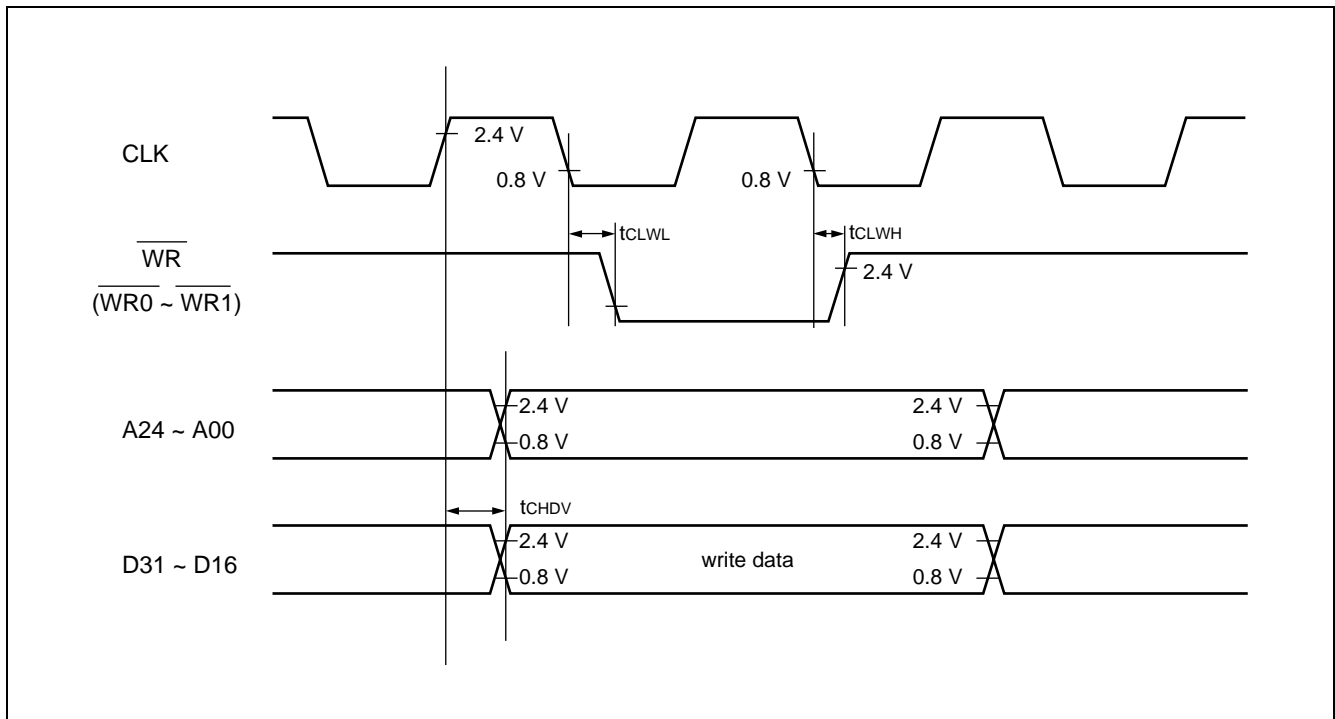 CLK
2.4 V
0.8 V
0.8 V
tCLWL
tCLWH
WR
(WR0 ~ WR1)
2.4 V
A24 ~ A00
2.4 V
0.8 V
2.4 V
0.8 V
tCHDV
D31 ~ D16
2.4 V
0.8 V
write data
2.4 V
0.8 V